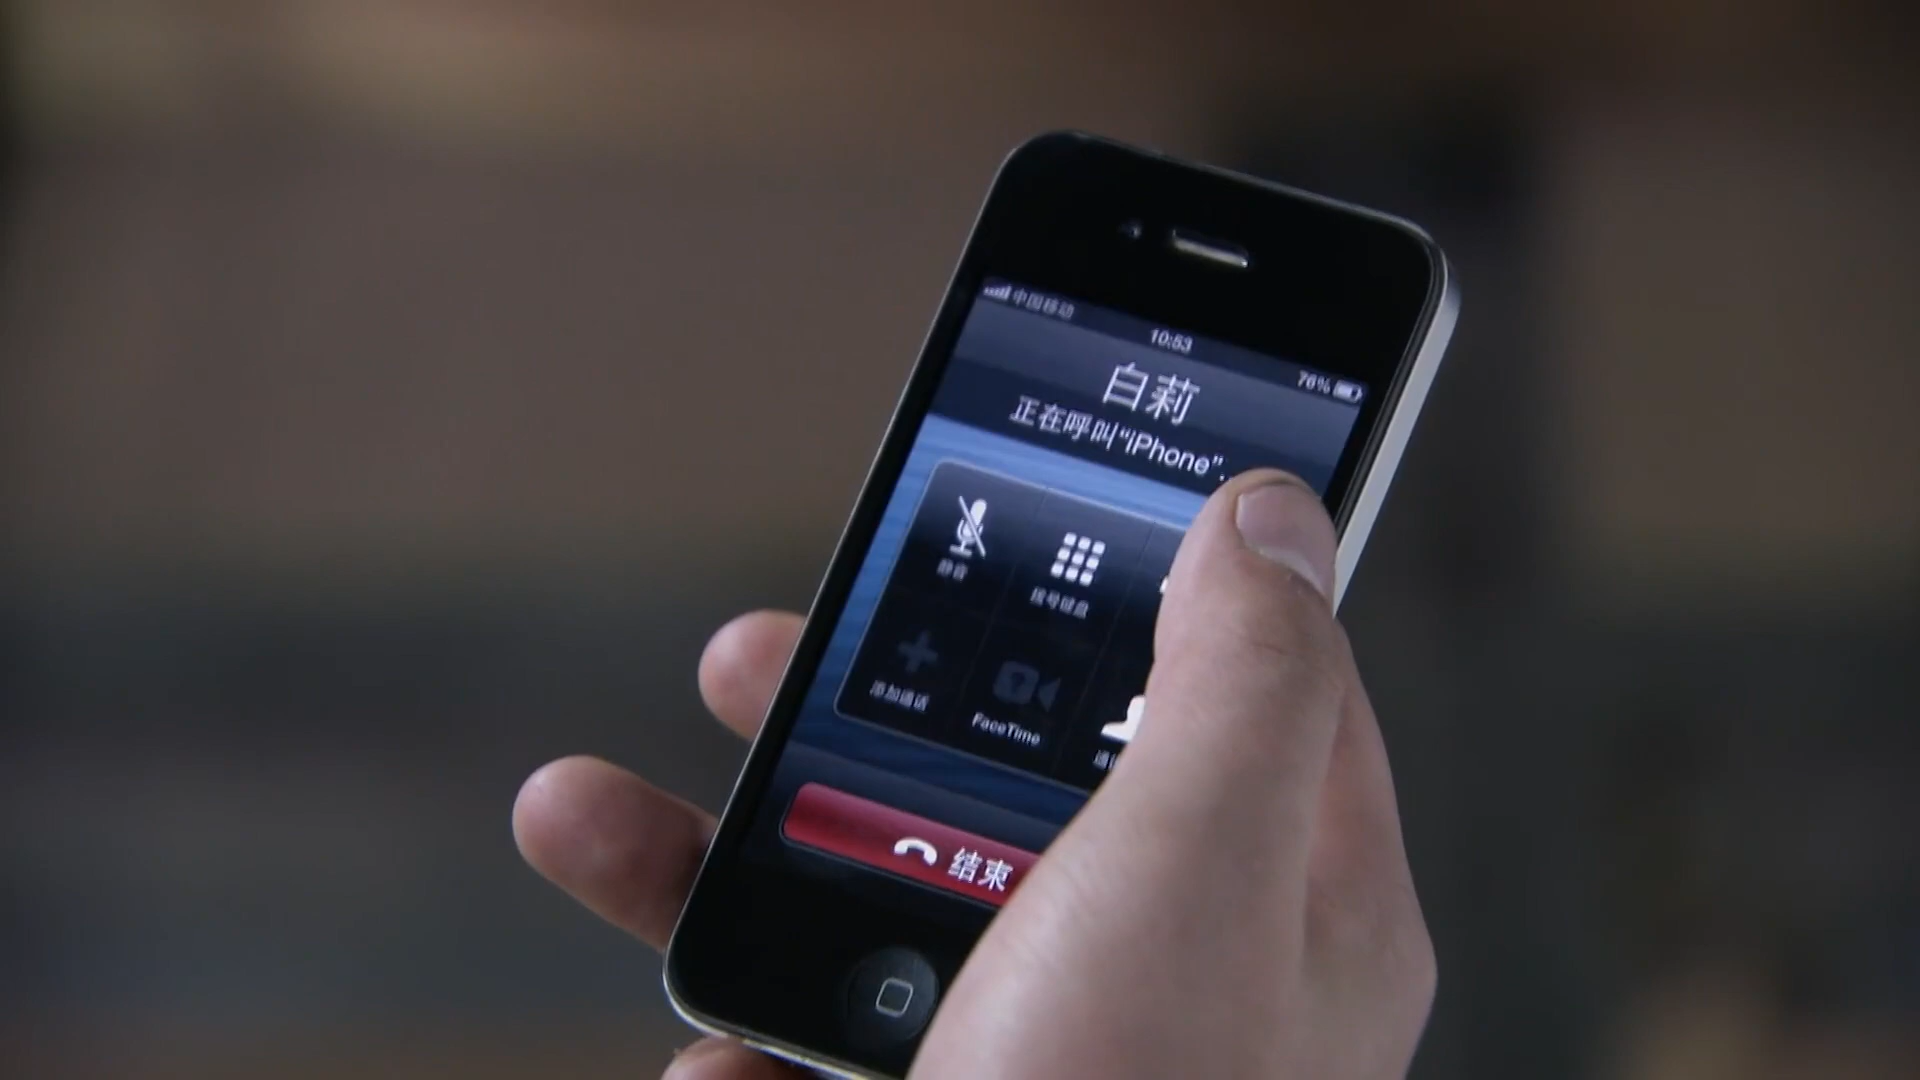 中国移动
10:53
76%
白莉
正在呼叫“iPhone”...
静音
拨号键盘
添加通话
FaceTime
通
结束